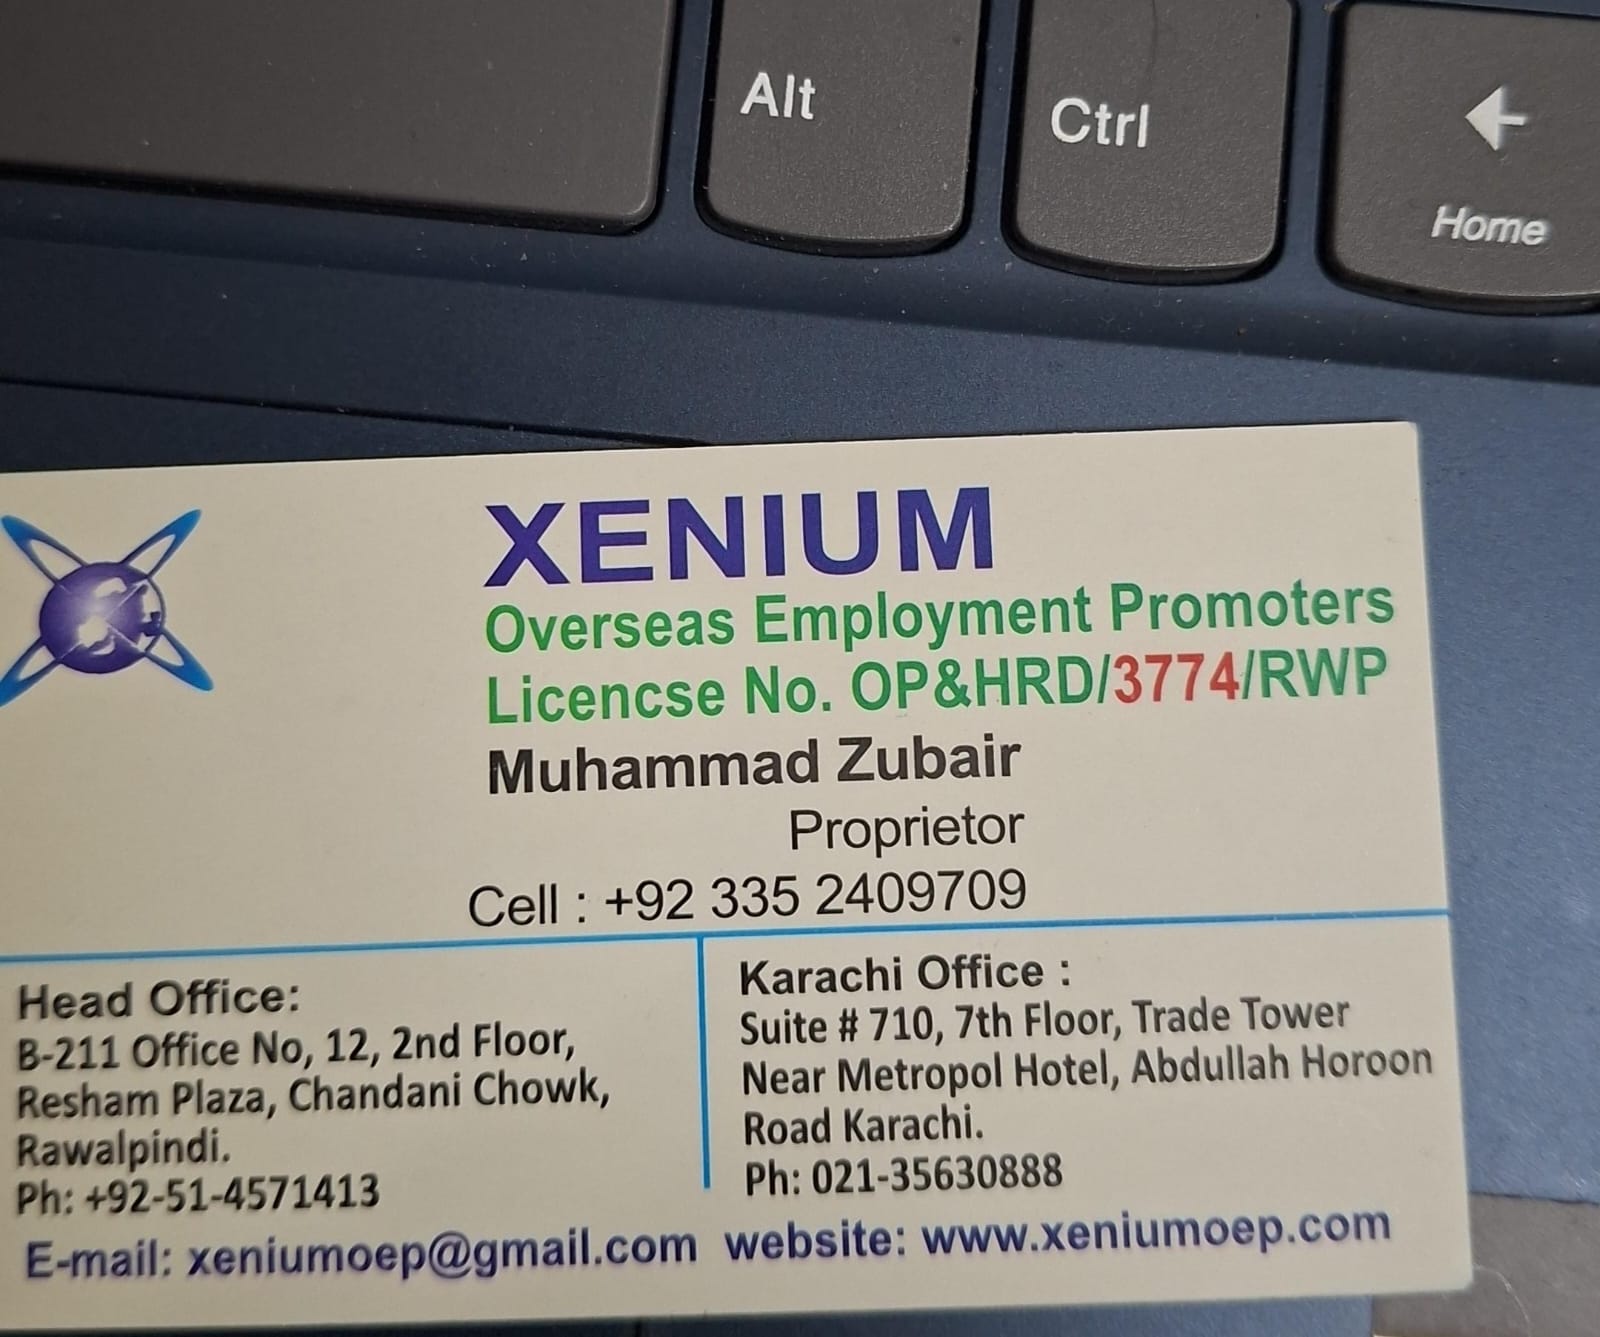 Alt
Ctrl
Home
XENIUM
Overseas Employment Promoters
Licencse No. OP&HRD/3774/RWP
Muhammad Zubair
Proprietor
Cell : +92 335 2409709
Head Office:
B-211 Office No, 12, 2nd Floor,
Resham Plaza, Chandani Chowk,
Rawalpindi.
Ph: +92-51-4571413
Karachi Office :
Suite # 710, 7th Floor, Trade Tower
Near Metropol Hotel, Abdullah Horoon
Road Karachi.
Ph: 021-35630888
E-mail: xeniumoep@gmail.com website: www.xeniumoep.com